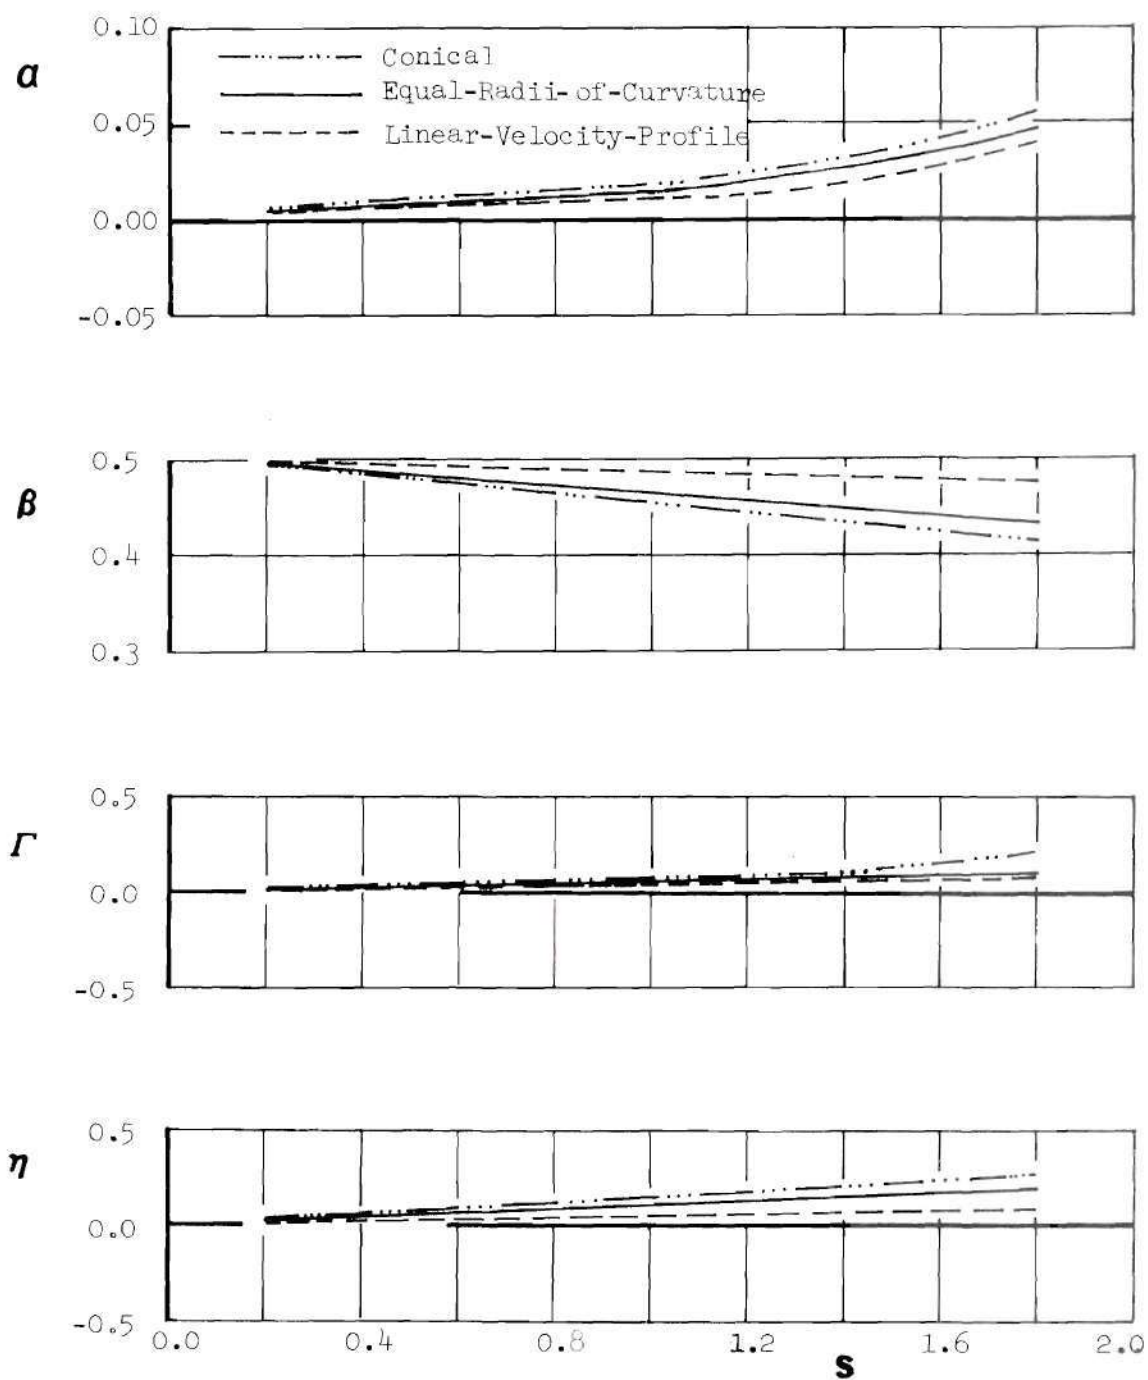 0.10
α
Conical
Equal-Radii-of-Curvature
0.05
Linear-Velocity-Profile
0.00
-0.05
0.5
β
0.4
0.3
0.5
Γ
0.0
-0.5
0.5
η
0.0
-0.5
0.0 0.4 0.8 1.2 1.6 2.0
S